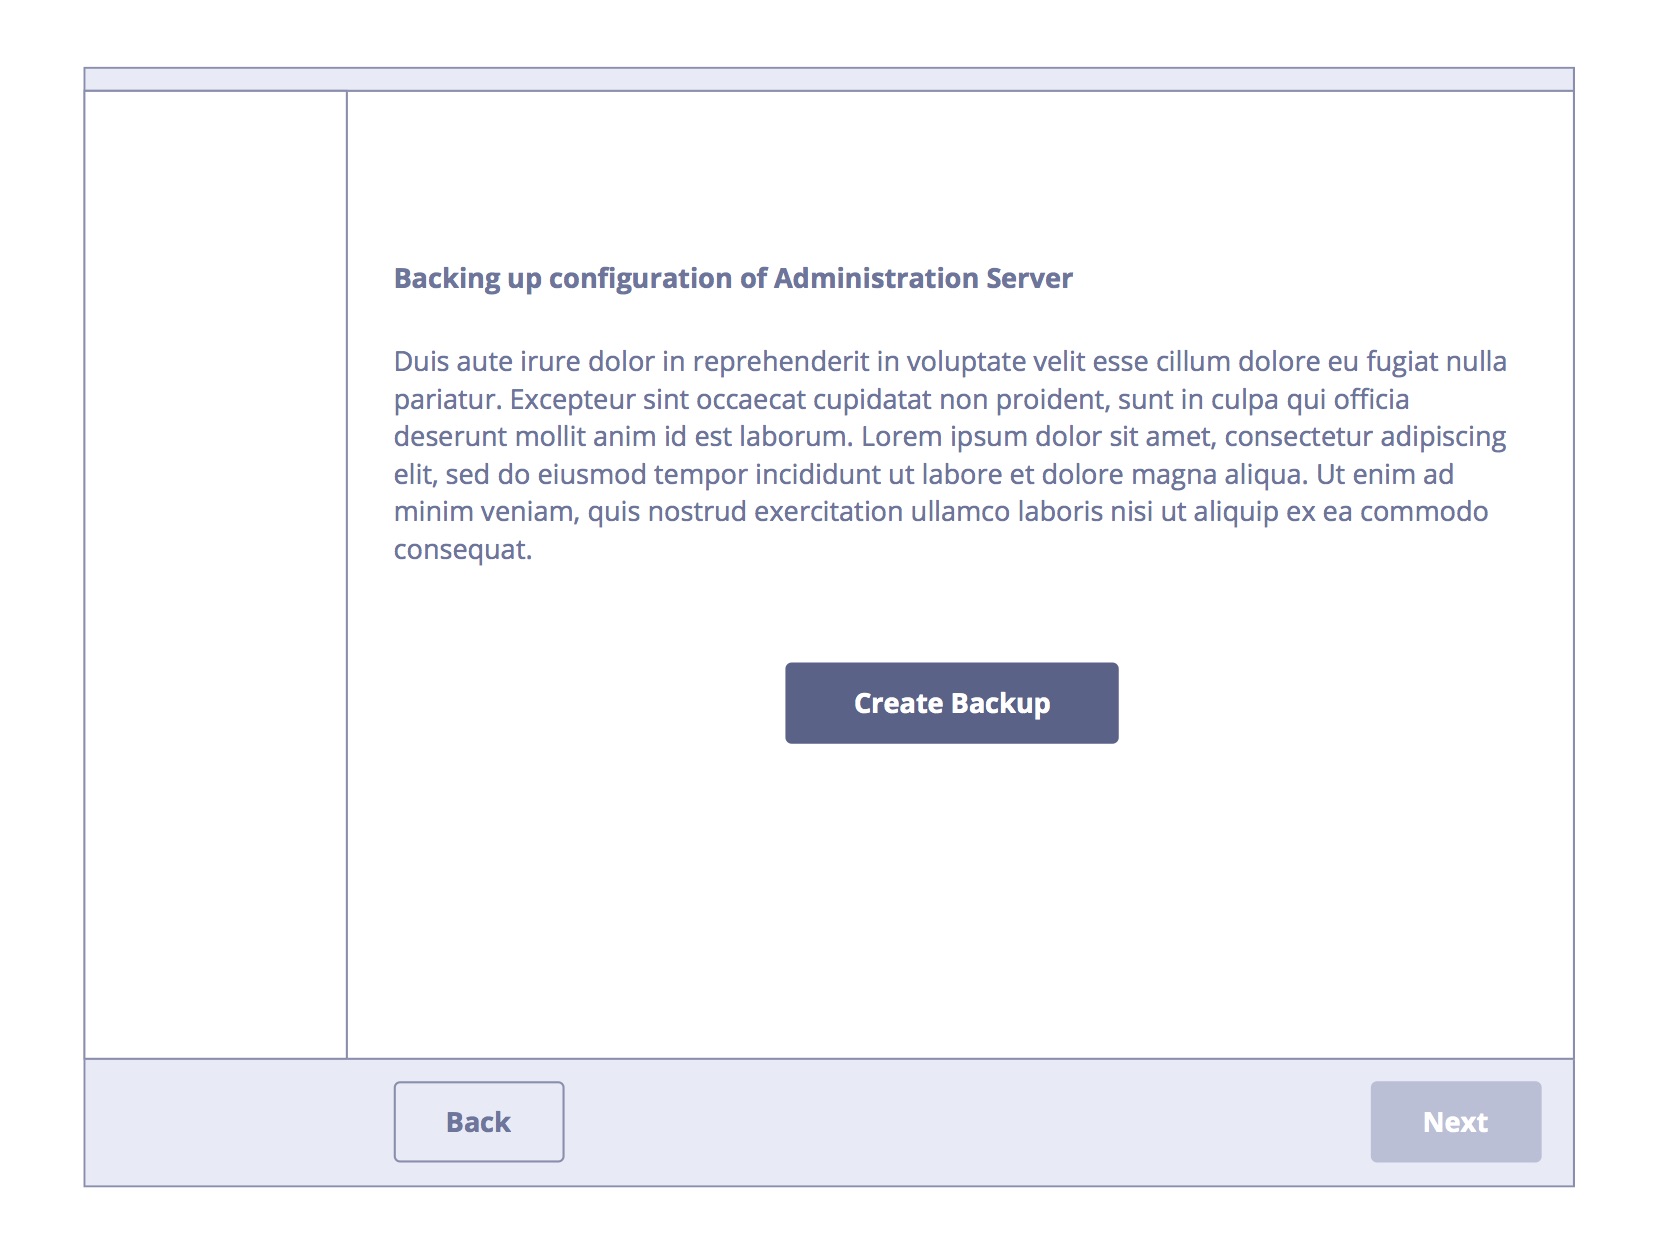 Backing up configuration of Administration Server
Duis aute irure dolor in reprehenderit in voluptate velit esse cillum dolore eu fugiat nulla
pariatur. Excepteur sint occaecat cupidatat non proident, sunt in culpa qui officia
deserunt mollit anim id est laborum. Lorem ipsum dolor sit amet, consectetur adipiscing
elit, sed do eiusmod tempor incididunt ut labore et dolore magna aliqua. Ut enim ad
minim veniam, quis nostrud exercitation ullamco laboris nisi ut aliquip ex ea commodo
consequat.
Create Backup
Back
Next